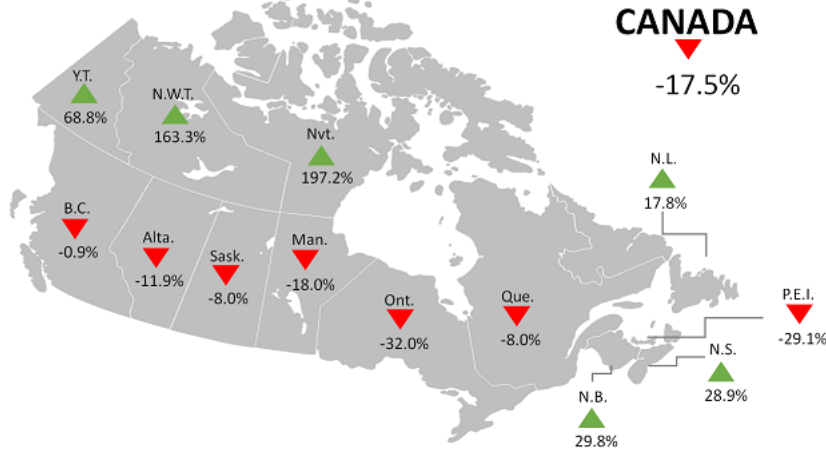 CANADA
-17.5%
Y.T.
68.8%
N.W.T.
163.3%
Nvt.
197.2%
N.L.
17.8%
B.C.
-0.9%
Alta.
-11.9%
Sask.
-8.0%
Man.
-18.0%
Ont.
-32.0%
Que.
-8.0%
P.E.I.
-29.1%
N.S.
28.9%
N.B.
29.8%